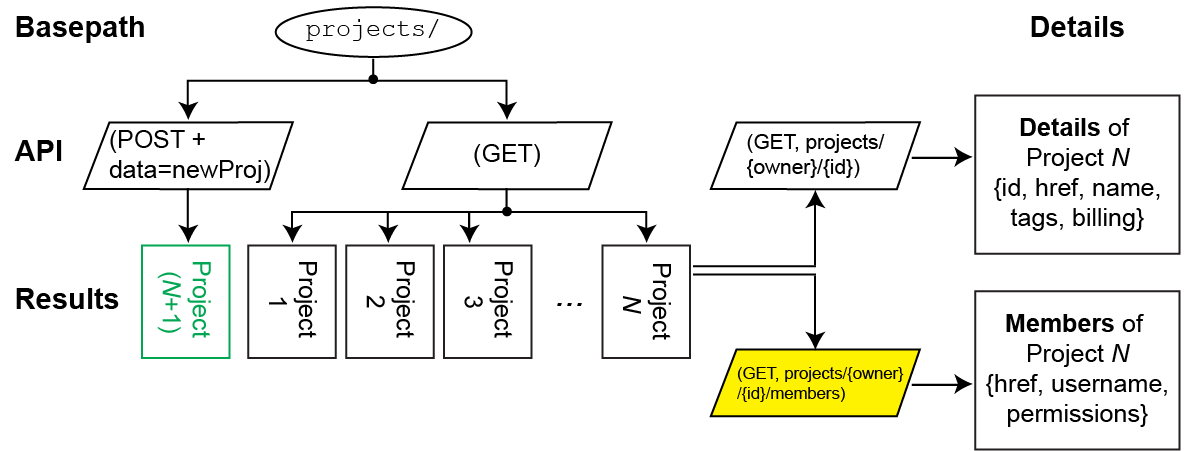 Basepath
projects/
Details
API
(POST +
data=newProj)
(GET)
(GET, projects/
{owner}/{id})
Details of
Project N
{id, href, name,
tags, billing}
Results
Project
(N+1)
Project
1
Project
2
Project
3
...
Project
N
(GET, projects/{owner}
/{id}/members)
Members of
Project N
{href, username,
permissions}